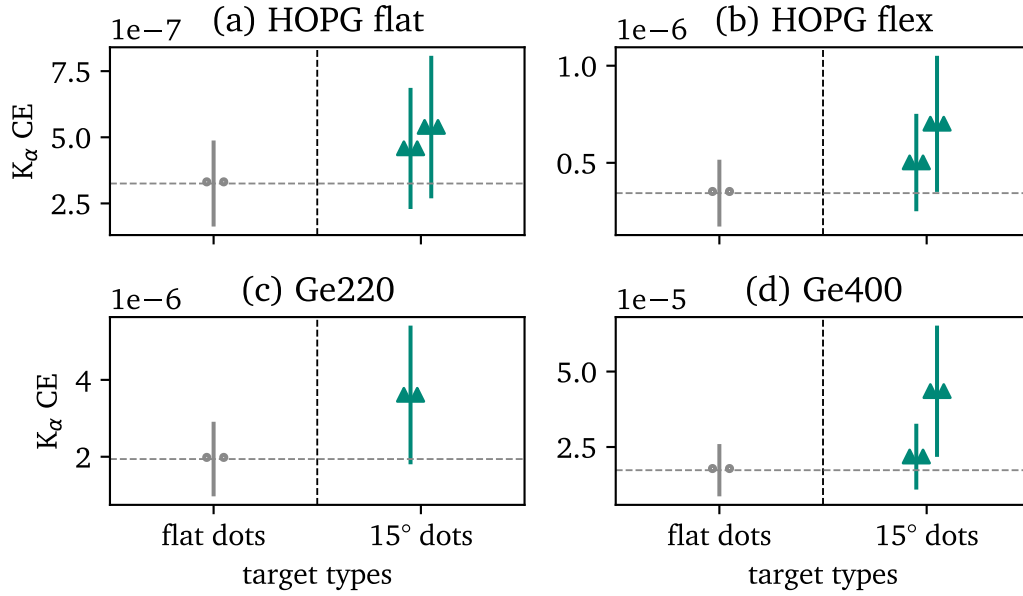 (a) HOPG flat
1e−7
7.5
5.0
2.5
Kα CE
(b) HOPG flex
1e−6
1.0
0.5
(c) Ge220
1e−6
4
2
Kα CE
flat dots
15° dots
target types
(d) Ge400
1e−5
5.0
2.5
flat dots
15° dots
target types